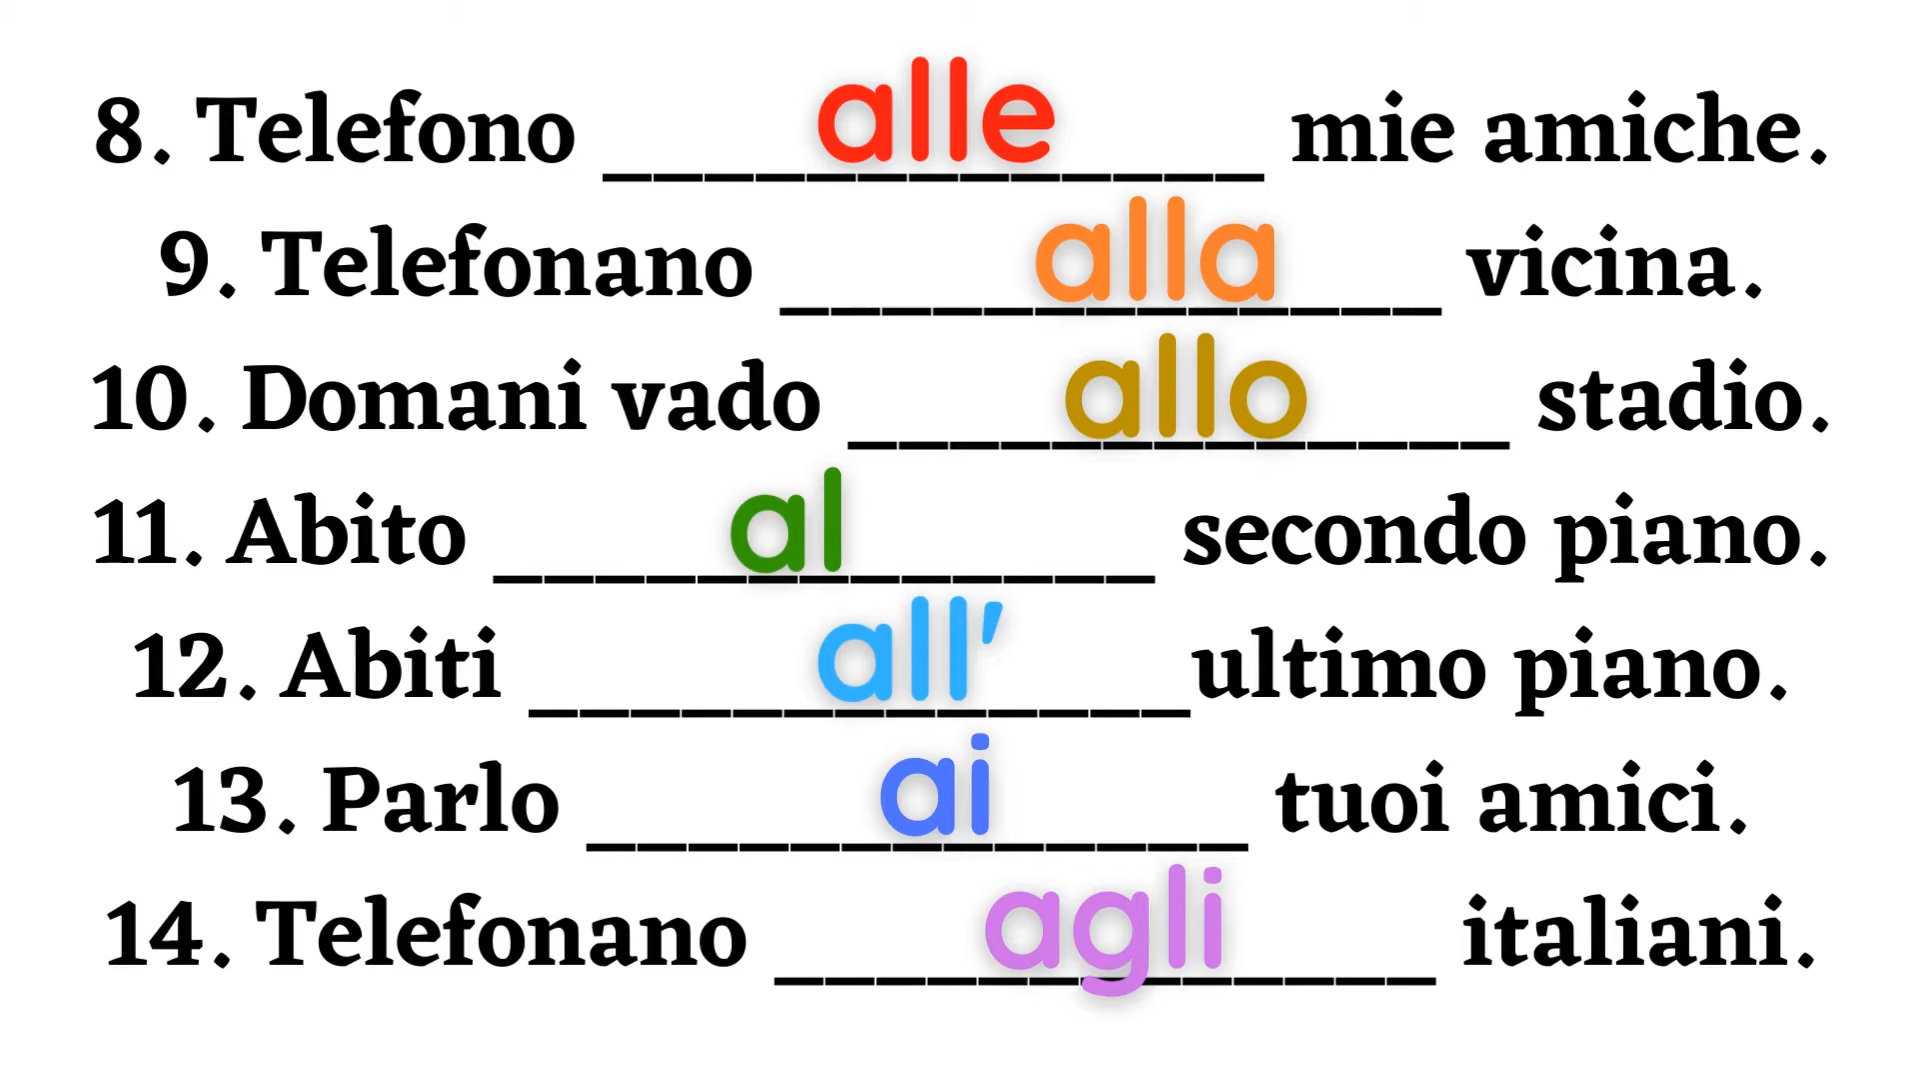 8. Telefono alle mie amiche.
9. Telefonano alla vicina.
10. Domani vado allo stadio.
11. Abito al secondo piano.
12. Abiti all'ultimo piano.
13. Parlo ai tuoi amici.
14. Telefonano agli italiani.